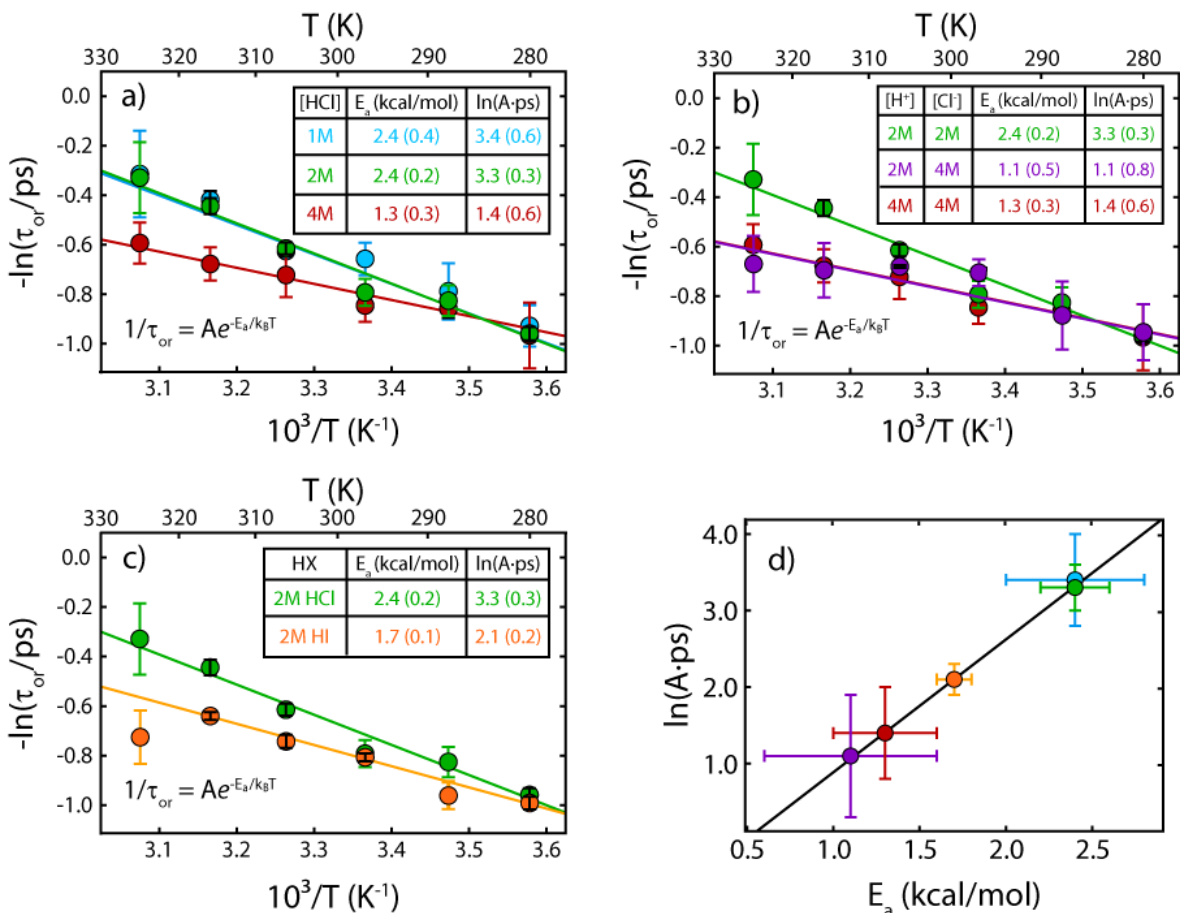 T (K)
330 320 310 300 290 280
a)
0.0
-0.2
-0.4
-0.6
-0.8
-1.0
-ln(τor/ps)
[HCl] Ea (kcal/mol) ln(A·ps)
1M 2.4 (0.4) 3.4 (0.6)
2M 2.4 (0.2) 3.3 (0.3)
4M 1.3 (0.3) 1.4 (0.6)
1/τor = Ae-Ea/kBT
3.1 3.2 3.3 3.4 3.5 3.6
10³/T (K⁻¹)
T (K)
330 320 310 300 290 280
b)
0.0
-0.2
-0.4
-0.6
-0.8
-1.0
-ln(τor/ps)
[H⁺] [Cl⁻] Ea (kcal/mol) ln(A·ps)
2M 2M 2.4 (0.2) 3.3 (0.3)
2M 4M 1.1 (0.5) 1.1 (0.8)
4M 4M 1.3 (0.3) 1.4 (0.6)
1/τor = Ae-Ea/kBT
3.1 3.2 3.3 3.4 3.5 3.6
10³/T (K⁻¹)
T (K)
330 320 310 300 290 280
c)
0.0
-0.2
-0.4
-0.6
-0.8
-1.0
-ln(τor/ps)
HX Ea (kcal/mol) ln(A·ps)
2M HCl 2.4 (0.2) 3.3 (0.3)
2M HI 1.7 (0.1) 2.1 (0.2)
1/τor = Ae-Ea/kBT
3.1 3.2 3.3 3.4 3.5 3.6
10³/T (K⁻¹)
d)
4.0
3.0
2.0
1.0
ln(A·ps)
0.5 1.0 1.5 2.0 2.5
Ea (kcal/mol)